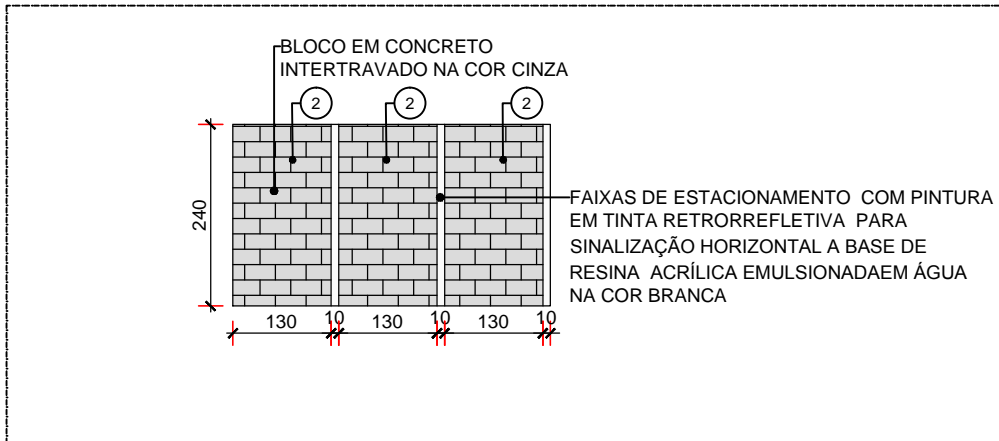 BLOCO EM CONCRETO
INTERTRAVADO NA COR CINZA
2 2 2
240
FAIXAS DE ESTACIONAMENTO COM PINTURA
EM TINTA RETRORREFLETIVA PARA
SINALIZAÇÃO HORIZONTAL A BASE DE
RESINA ACRÍLICA EMULSIONADAEM ÁGUA
NA COR BRANCA
130 10 130 10 130 10